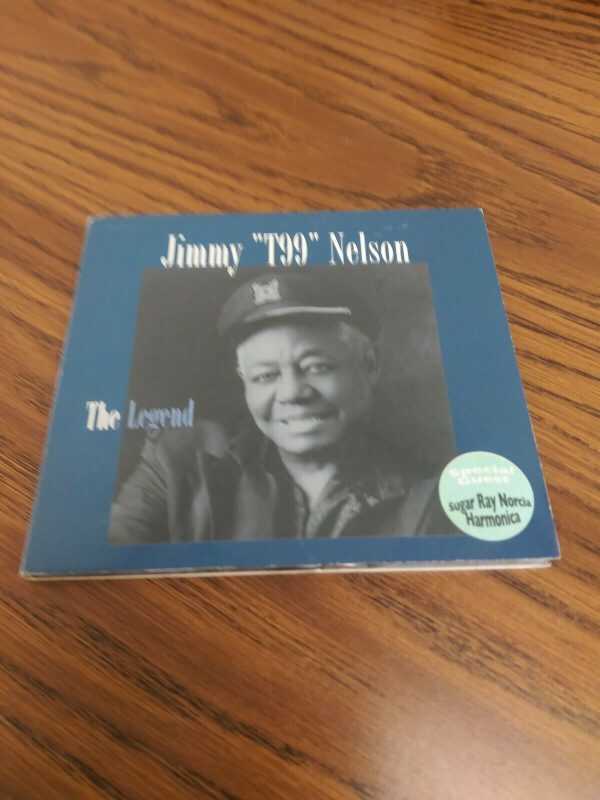 Jimmy "T99" Nelson
The Legend
Special
Guest
Sugar Ray Norcia
Harmonica